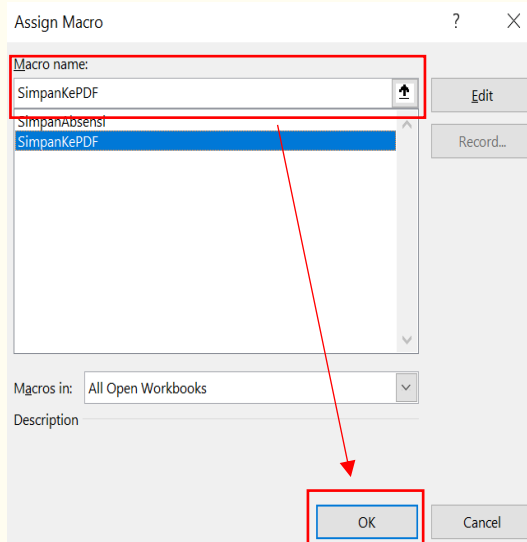 Assign Macro ? X
Macro name:
SimpanKePDF
Edit
SimpanAbsensi
SimpanKePDF
Record...
Macros in: All Open Workbooks
Description
OK Cancel